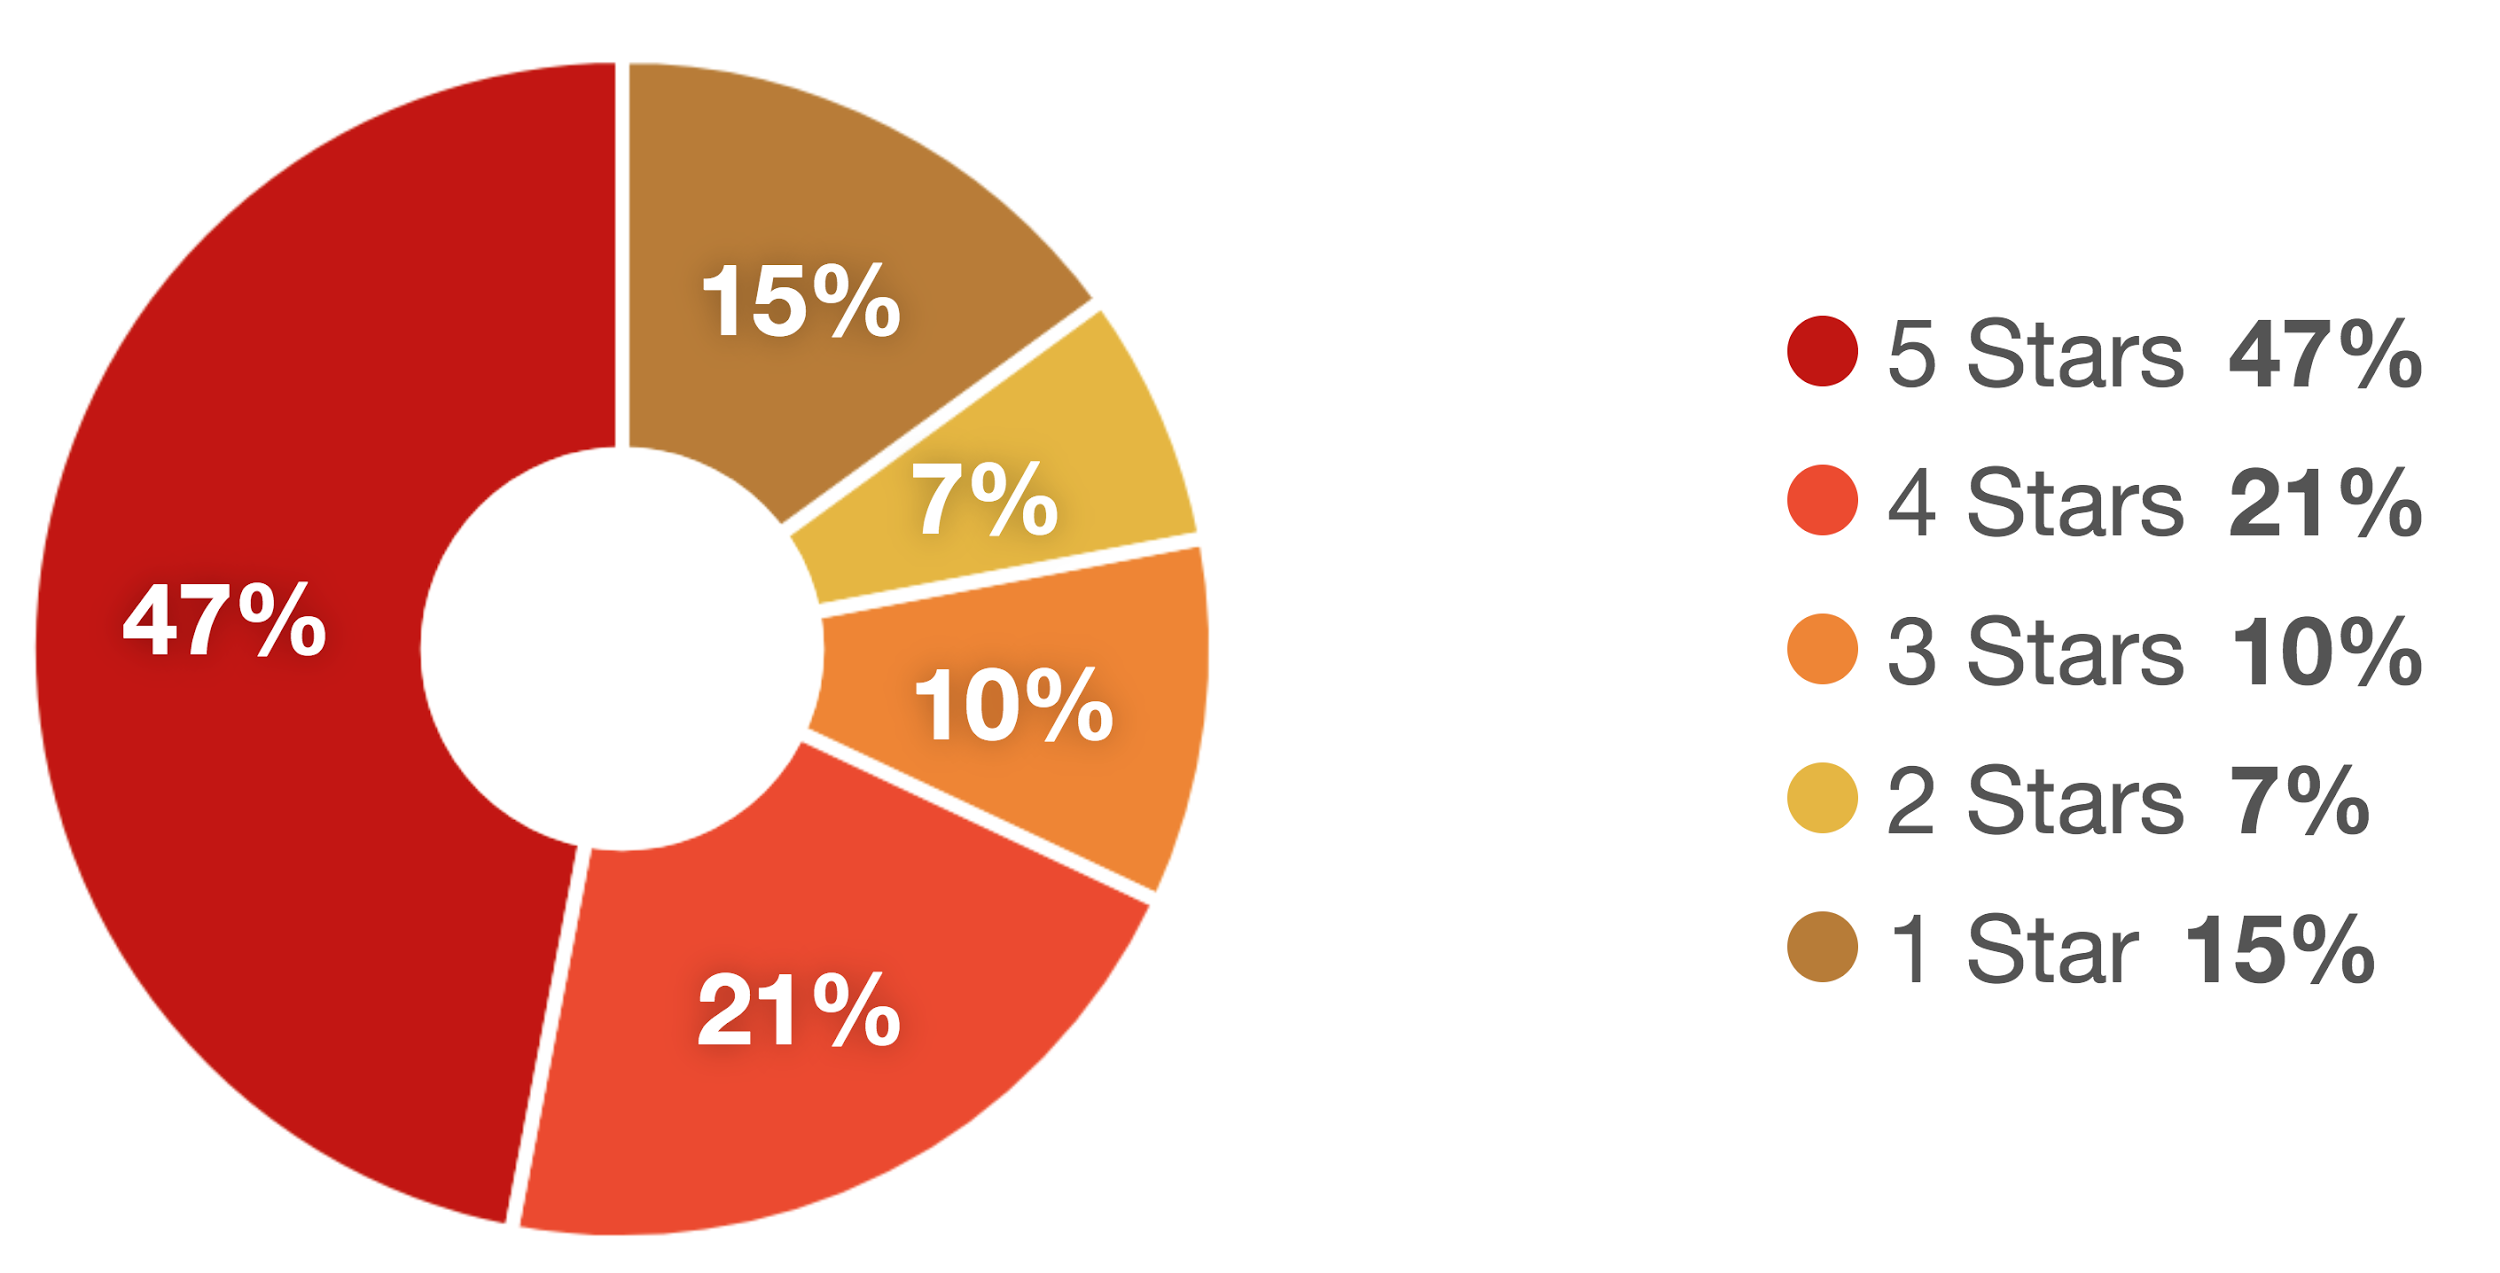 15%
7%
47%
10%
21%
5 Stars 47%
4 Stars 21%
3 Stars 10%
2 Stars 7%
1 Star 15%